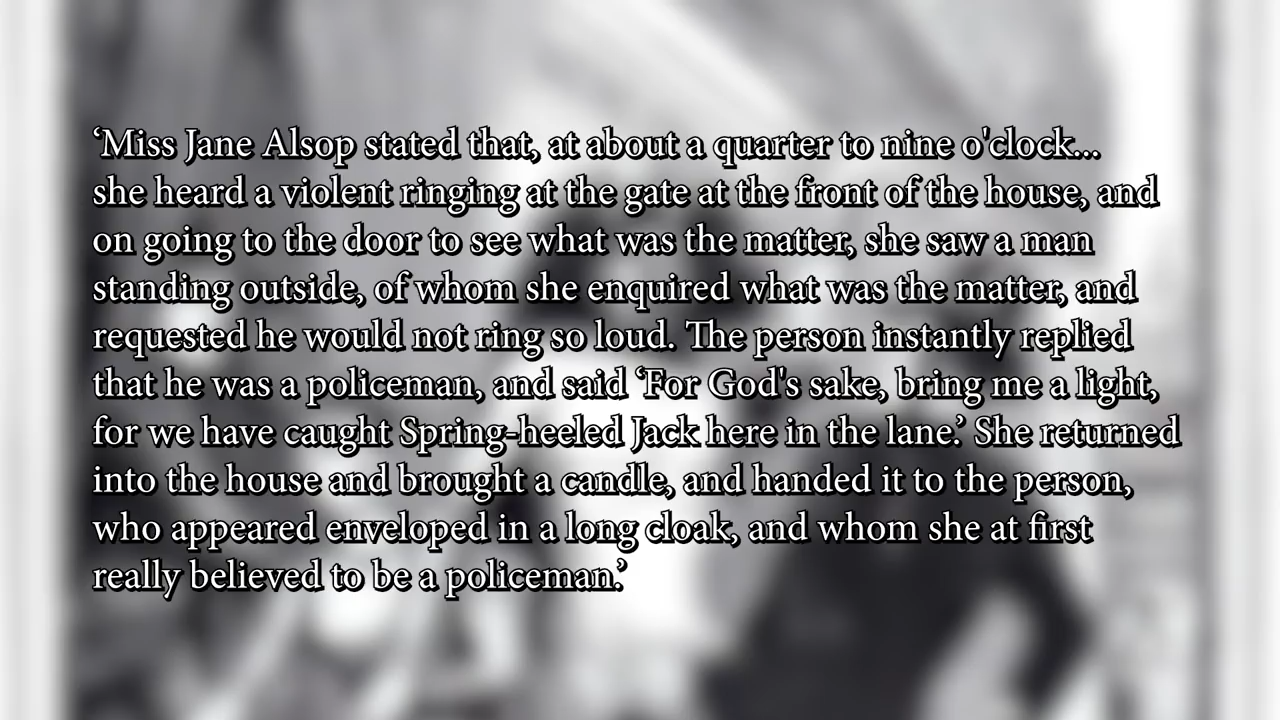 ‘Miss Jane Alsop stated that, at about a quarter to nine o'clock...
she heard a violent ringing at the gate at the front of the house, and
on going to the door to see what was the matter, she saw a man
standing outside, of whom she enquired what was the matter, and
requested he would not ring so loud. The person instantly replied
that he was a policeman, and said ‘For God's sake, bring me a light,
for we have caught Spring-heeled Jack here in the lane.’ She returned
into the house and brought a candle, and handed it to the person,
who appeared enveloped in a long cloak, and whom she at first
really believed to be a policeman.’